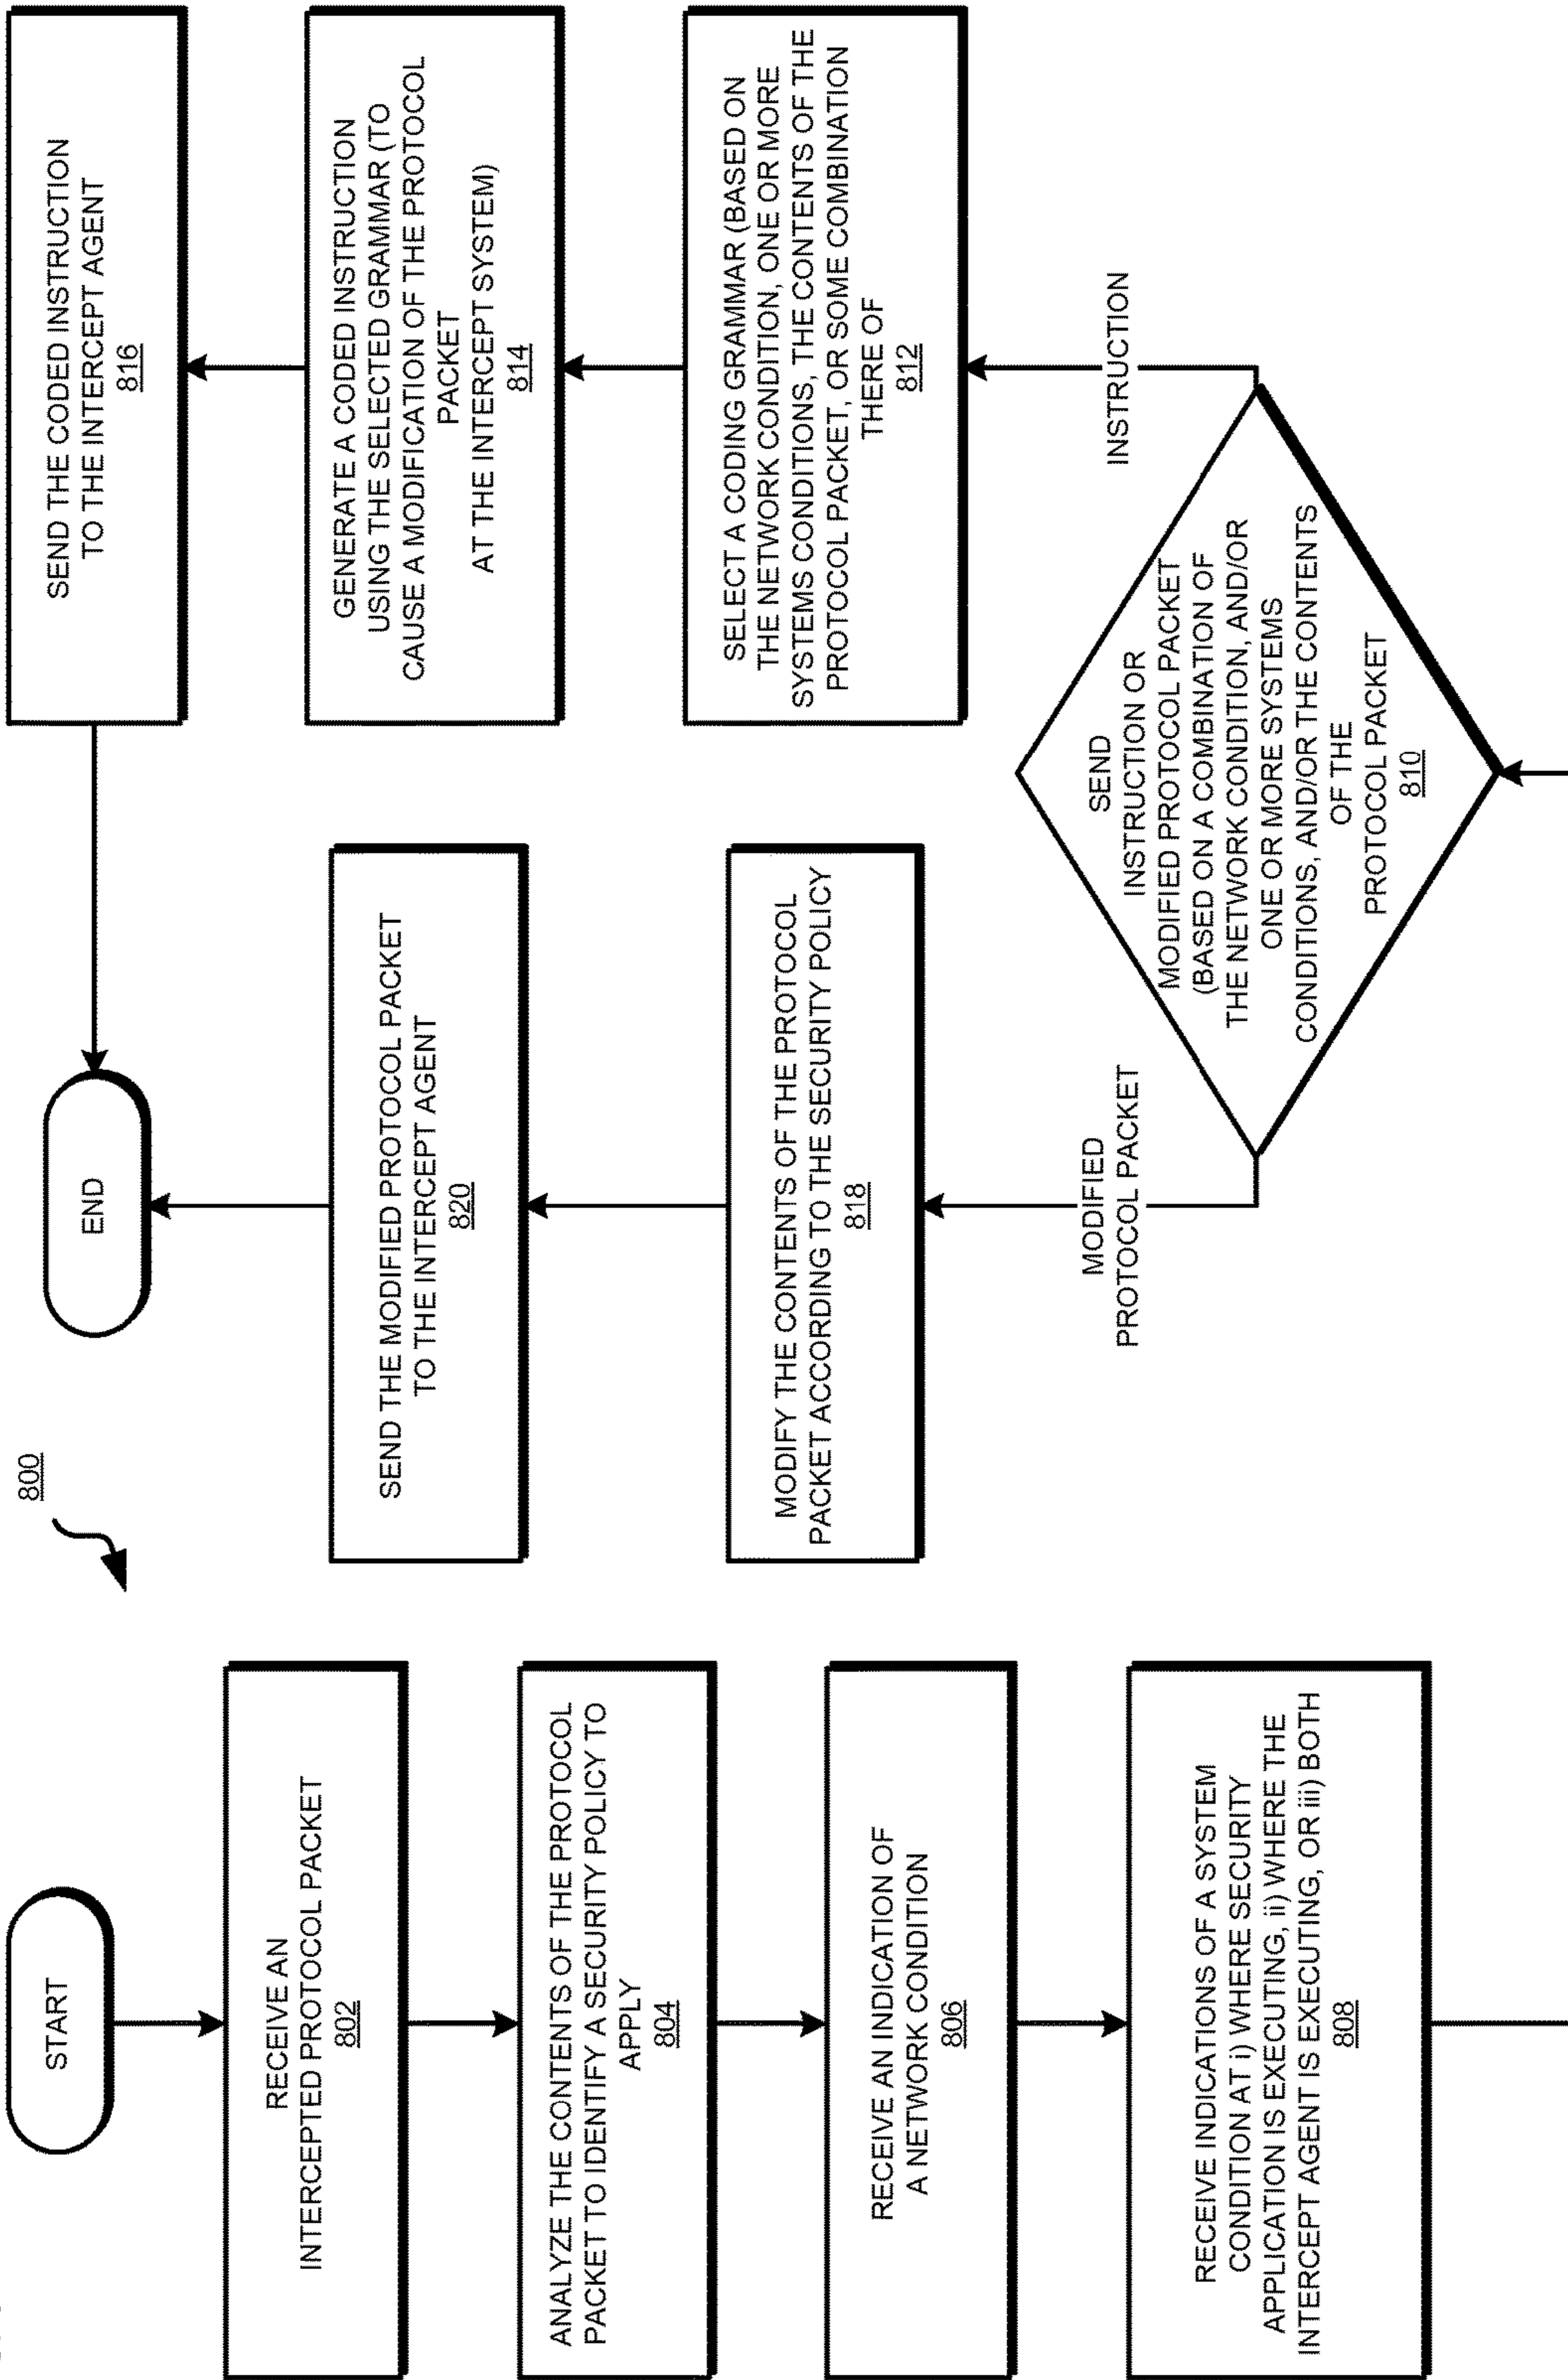 800
START
RECEIVE AN
INTERCEPTED PROTOCOL PACKET
802
ANALYZE THE CONTENTS OF THE PROTOCOL
PACKET TO IDENTIFY A SECURITY POLICY TO
APPLY
804
RECEIVE AN INDICATION OF
A NETWORK CONDITION
806
RECEIVE INDICATIONS OF A SYSTEM
CONDITION AT i) WHERE SECURITY
APPLICATION IS EXECUTING, ii) WHERE THE
INTERCEPT AGENT IS EXECUTING, OR iii) BOTH
808
SEND
INSTRUCTION OR
MODIFIED PROTOCOL PACKET
(BASED ON A COMBINATION OF
THE NETWORK CONDITION, AND/OR
ONE OR MORE SYSTEMS
CONDITIONS, AND/OR THE CONTENTS
OF THE
PROTOCOL PACKET
810
MODIFIED
PROTOCOL PACKET
MODIFY THE CONTENTS OF THE PROTOCOL
PACKET ACCORDING TO THE SECURITY POLICY
818
SEND THE MODIFIED PROTOCOL PACKET
TO THE INTERCEPT AGENT
820
END
INSTRUCTION
SELECT A CODING GRAMMAR (BASED ON
THE NETWORK CONDITION, ONE OR MORE
SYSTEMS CONDITIONS, THE CONTENTS OF THE
PROTOCOL PACKET, OR SOME COMBINATION
THERE OF
812
GENERATE A CODED INSTRUCTION
USING THE SELECTED GRAMMAR (TO
CAUSE A MODIFICATION OF THE PROTOCOL
PACKET
AT THE INTERCEPT SYSTEM)
814
SEND THE CODED INSTRUCTION
TO THE INTERCEPT AGENT
816